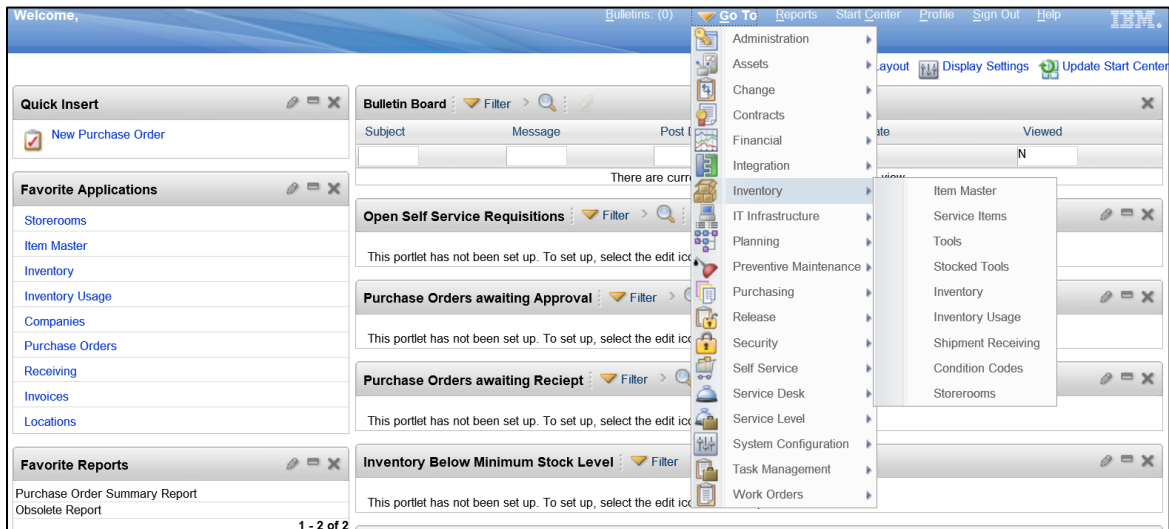 Welcome,
Bulletins: (0) Go To Reports Start Center Profile Sign Out Help IBM.
Display Settings Update Start Center
Quick Insert
New Purchase Order
Favorite Applications
Storerooms
Item Master
Inventory
Inventory Usage
Companies
Purchase Orders
Receiving
Invoices
Locations
Favorite Reports
Purchase Order Summary Report
Obsolete Report
1 - 2 of 2
Bulletin Board Filter
Subject Message Post Viewed
N
There are
Open Self Service Requisitions Filter
This portlet has not been set up. To set up, select the edit
Purchase Orders awaiting Approval Filter
This portlet has not been set up. To set up, select the edit
Purchase Orders awaiting Reciept Filter
This portlet has not been set up. To set up, select the edit
Inventory Below Minimum Stock Level Filter
This portlet has not been set up. To set up, select the edit
Administration
Assets
Change
Contracts
Financial
Integration
Inventory
IT Infrastructure
Planning
Preventive Maintenance
Purchasing
Release
Security
Self Service
Service Desk
Service Level
System Configuration
Task Management
Work Orders
Item Master
Service Items
Tools
Stocked Tools
Inventory
Inventory Usage
Shipment Receiving
Condition Codes
Storerooms